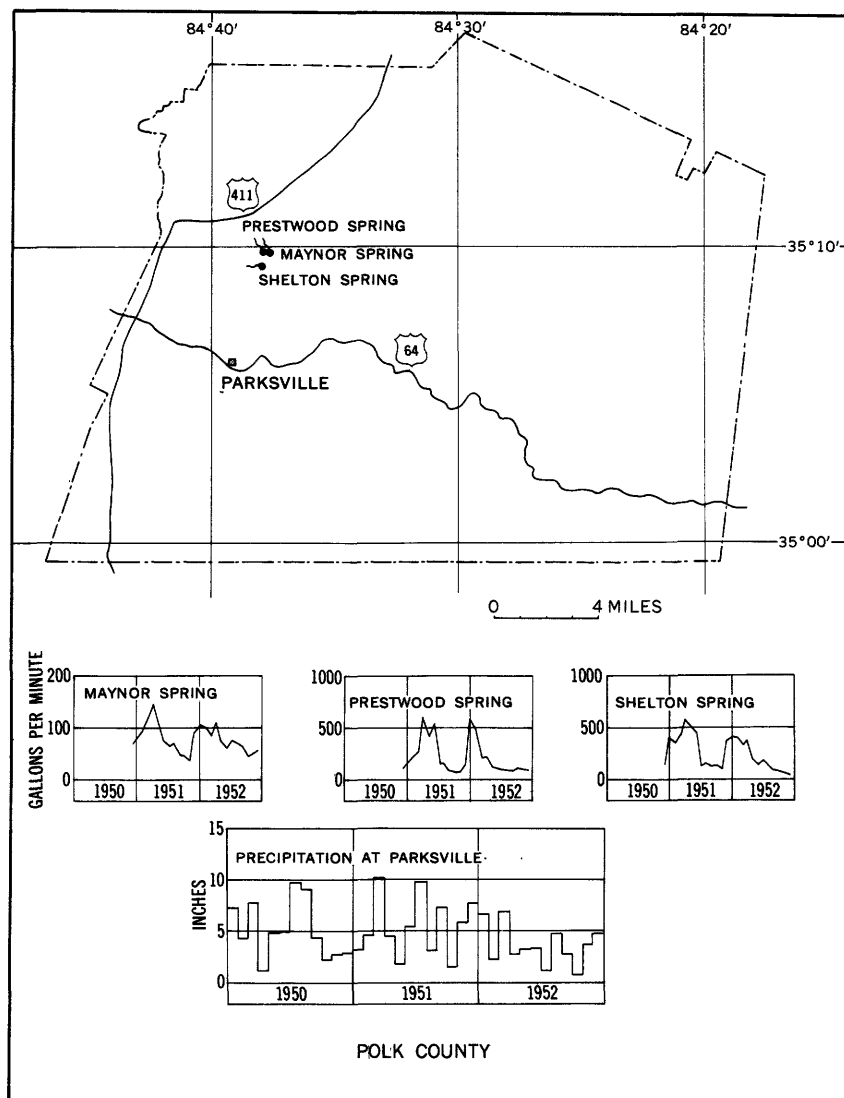 84°40' 84°30' 84°20'
411
PRESTWOOD SPRING
MAYNOR SPRING
35°10'
SHELTON SPRING
64
PARKSVILLE
35°00'
0 4 MILES
GALLONS PER MINUTE
200
100
0
MAYNOR SPRING
1950 1951 1952
1000
500
0
PRESTWOOD SPRING
1950 1951 1952
1000
500
0
SHELTON SPRING
1950 1951 1952
INCHES
15
10
5
0
PRECIPITATION AT PARKSVILLE
1950 1951 1952
POLK COUNTY